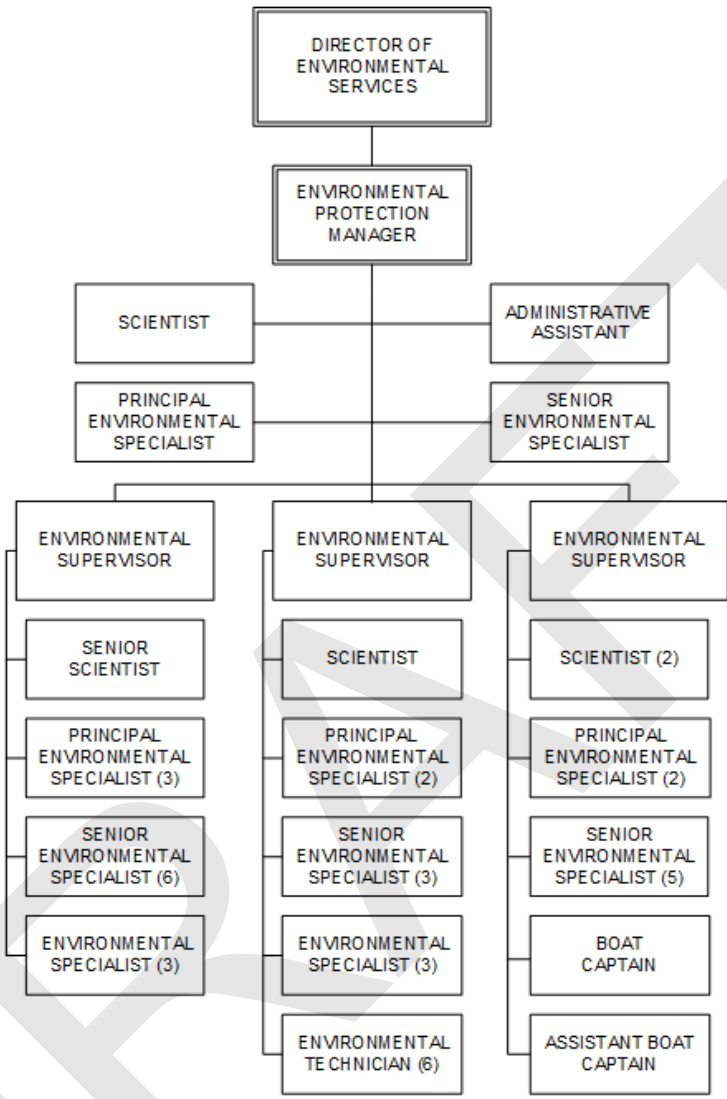 DIRECTOR OF
ENVIRONMENTAL
SERVICES
ENVIRONMENTAL
PROTECTION
MANAGER
SCIENTIST
ADMINISTRATIVE
ASSISTANT
PRINCIPAL
ENVIRONMENTAL
SPECIALIST
SENIOR
ENVIRONMENTAL
SPECIALIST
ENVIRONMENTAL
SUPERVISOR
SENIOR
SCIENTIST
PRINCIPAL
ENVIRONMENTAL
SPECIALIST (3)
SENIOR
ENVIRONMENTAL
SPECIALIST (6)
ENVIRONMENTAL
SPECIALIST (3)
ENVIRONMENTAL
SUPERVISOR
SCIENTIST
PRINCIPAL
ENVIRONMENTAL
SPECIALIST (2)
SENIOR
ENVIRONMENTAL
SPECIALIST (3)
ENVIRONMENTAL
SPECIALIST (3)
ENVIRONMENTAL
TECHNICIAN (6)
ENVIRONMENTAL
SUPERVISOR
SCIENTIST (2)
PRINCIPAL
ENVIRONMENTAL
SPECIALIST (2)
SENIOR
ENVIRONMENTAL
SPECIALIST (5)
BOAT
CAPTAIN
ASSISTANT BOAT
CAPTAIN